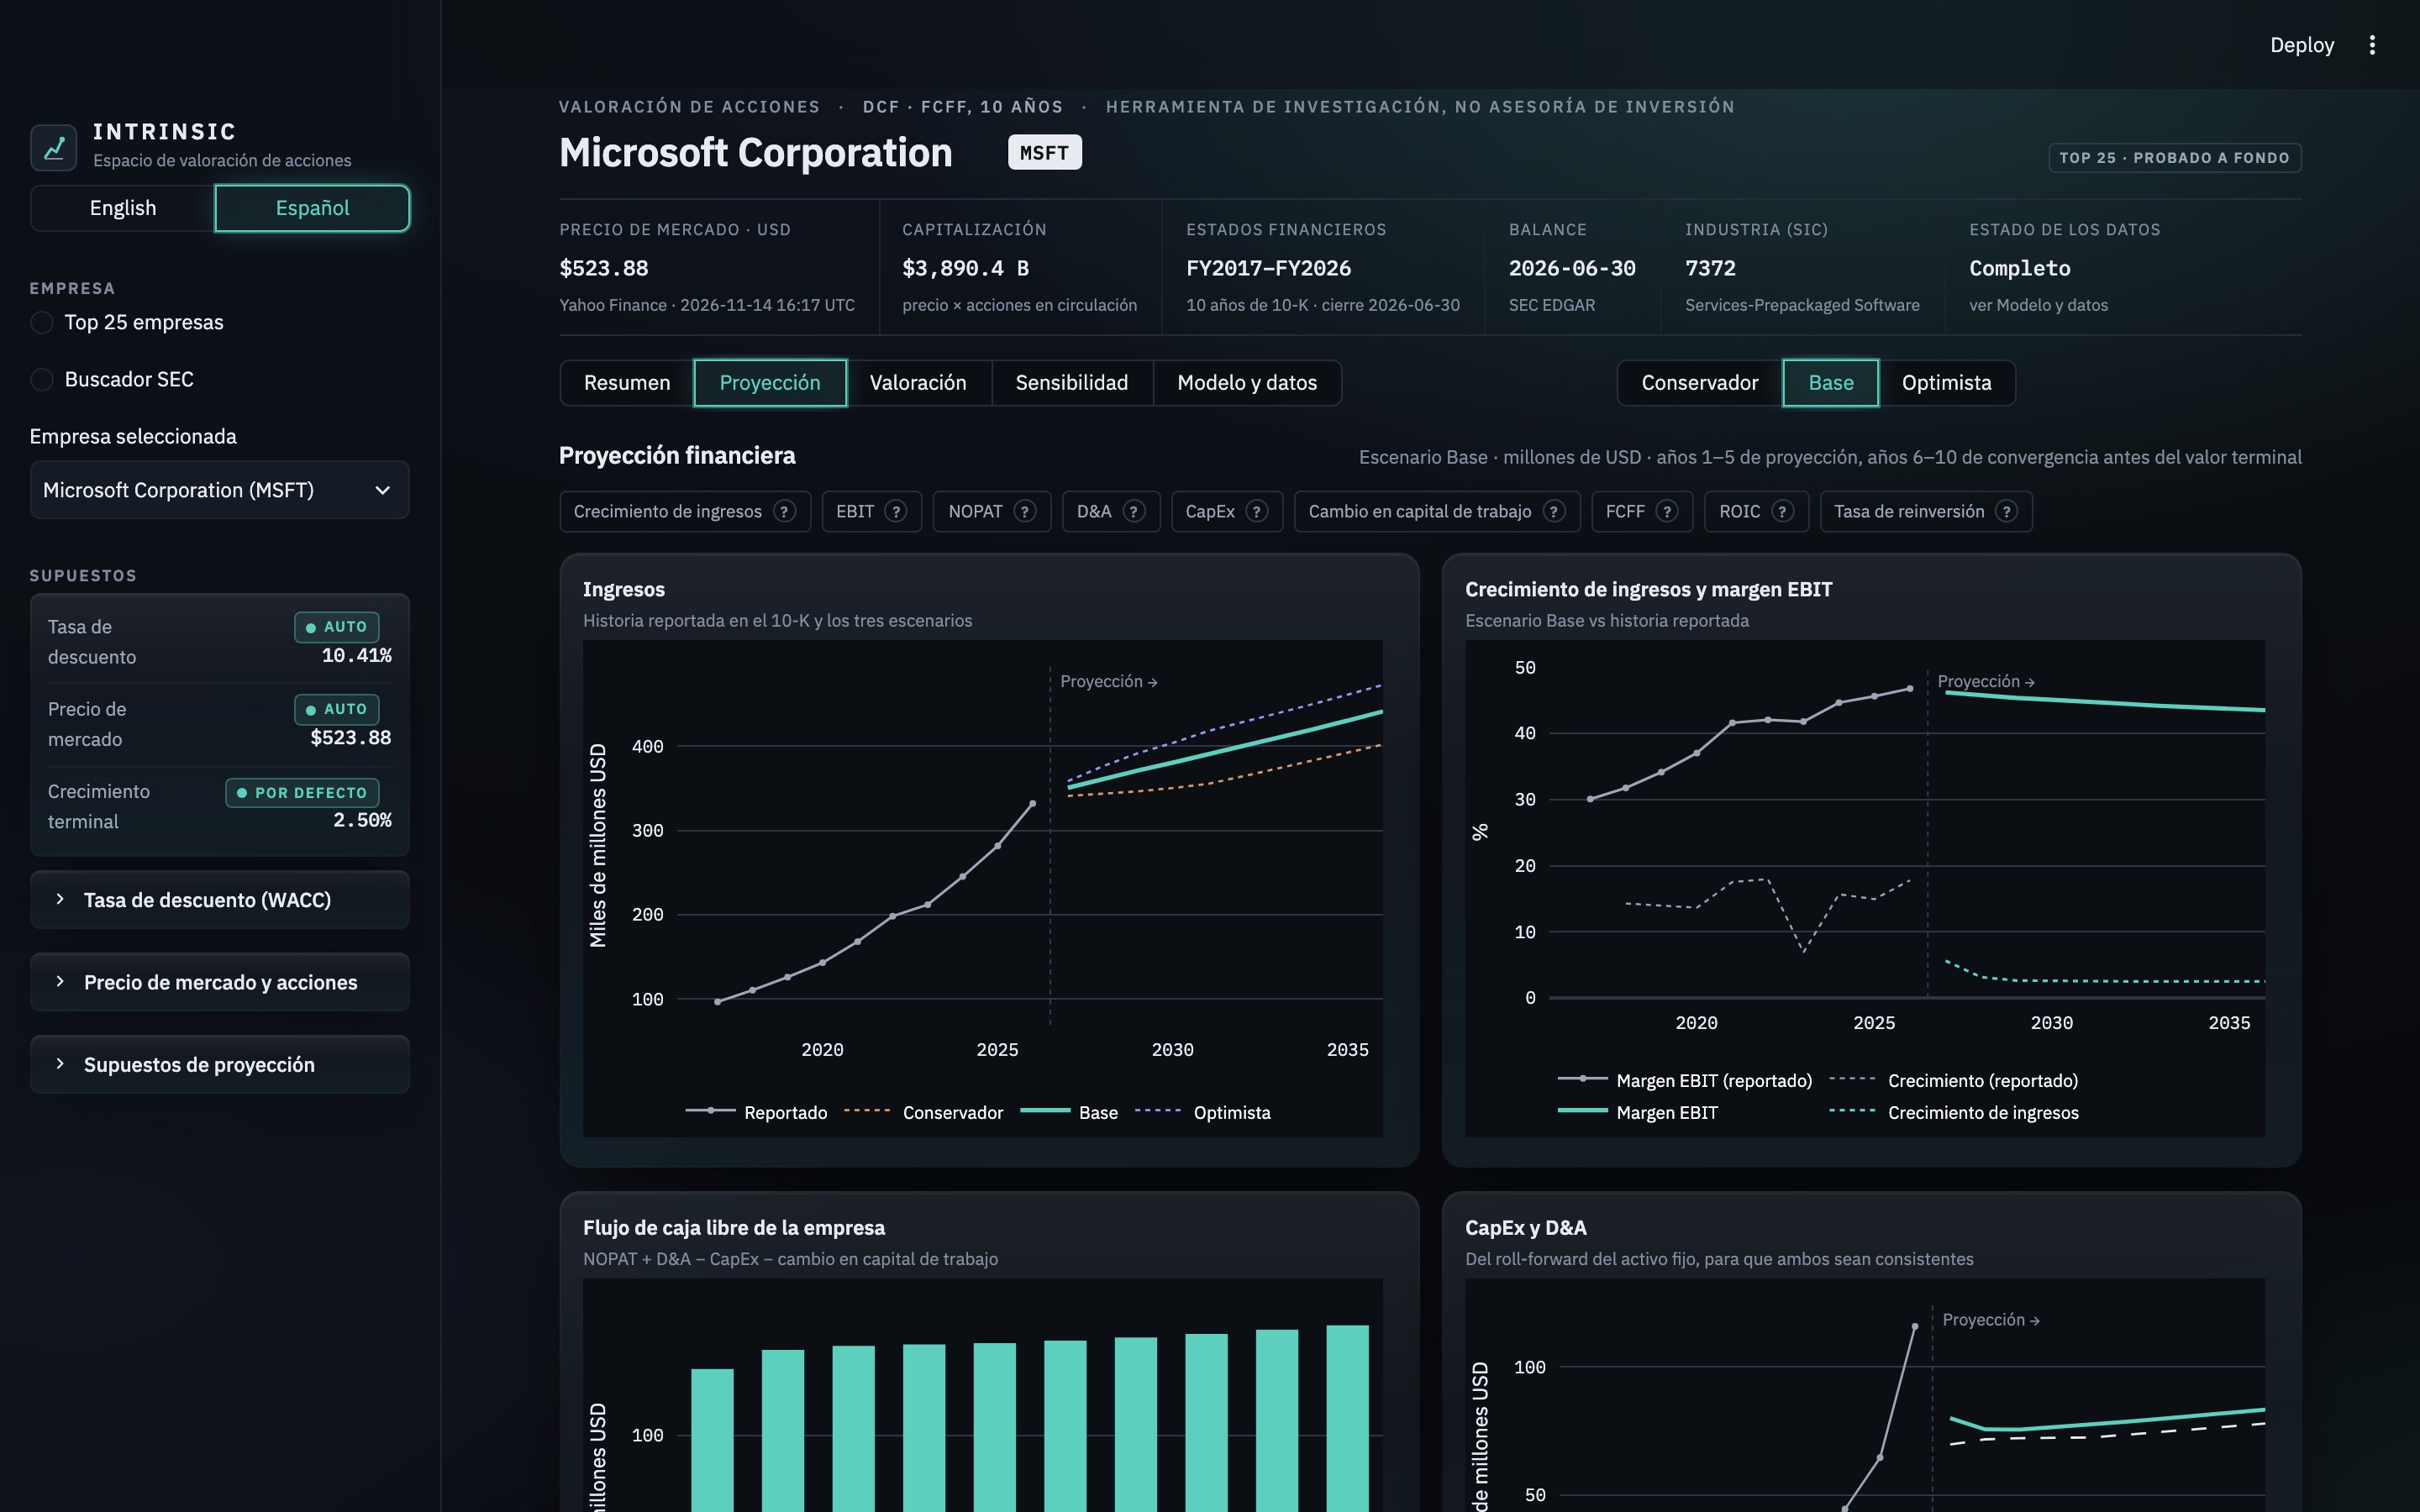 Deploy
INTRINSIC
Espacio de valoración de acciones
English
Español
EMPRESA
Top 25 empresas
Buscador SEC
Empresa seleccionada
Microsoft Corporation (MSFT)
SUPUESTOS
Tasa de descuento
AUTO
10.41%
Precio de mercado
AUTO
$523.88
Crecimiento terminal
POR DEFECTO
2.50%
Tasa de descuento (WACC)
Precio de mercado y acciones
Supuestos de proyección
VALORACIÓN DE ACCIONES · DCF · FCFF, 10 AÑOS · HERRAMIENTA DE INVESTIGACIÓN, NO ASESORÍA DE INVERSIÓN
Microsoft Corporation MSFT
TOP 25 · PROBADO A FONDO
PRECIO DE MERCADO · USD
$523.88
Yahoo Finance · 2026-11-14 16:17 UTC
CAPITALIZACIÓN
$3,890.4 B
precio × acciones en circulación
ESTADOS FINANCIEROS
FY2017–FY2026
10 años de 10-K · cierre 2026-06-30
BALANCE
2026-06-30
SEC EDGAR
INDUSTRIA (SIC)
7372
Services-Prepackaged Software
ESTADO DE LOS DATOS
Completo
ver Modelo y datos
Resumen Proyección Valoración Sensibilidad Modelo y datos
Conservador Base Optimista
Proyección financiera
Escenario Base · millones de USD · años 1–5 de proyección, años 6–10 de convergencia antes del valor terminal
Crecimiento de ingresos ? EBIT ? NOPAT ? D&A ? CapEx ? Cambio en capital de trabajo ? FCFF ? ROIC ? Tasa de reinversión ?
Ingresos
Historia reportada en el 10-K y los tres escenarios
Proyección →
Miles de millones USD
400
300
200
100
2020 2025 2030 2035
Reportado Conservador Base Optimista
Crecimiento de ingresos y margen EBIT
Escenario Base vs historia reportada
Proyección →
%
50
40
30
20
10
0
2020 2025 2030 2035
Margen EBIT (reportado) Crecimiento (reportado)
Margen EBIT Crecimiento de ingresos
Flujo de caja libre de la empresa
NOPAT + D&A − CapEx − cambio en capital de trabajo
illones USD
100
CapEx y D&A
Del roll-forward del activo fijo, para que ambos sean consistentes
Proyección →
de millones USD
100
50